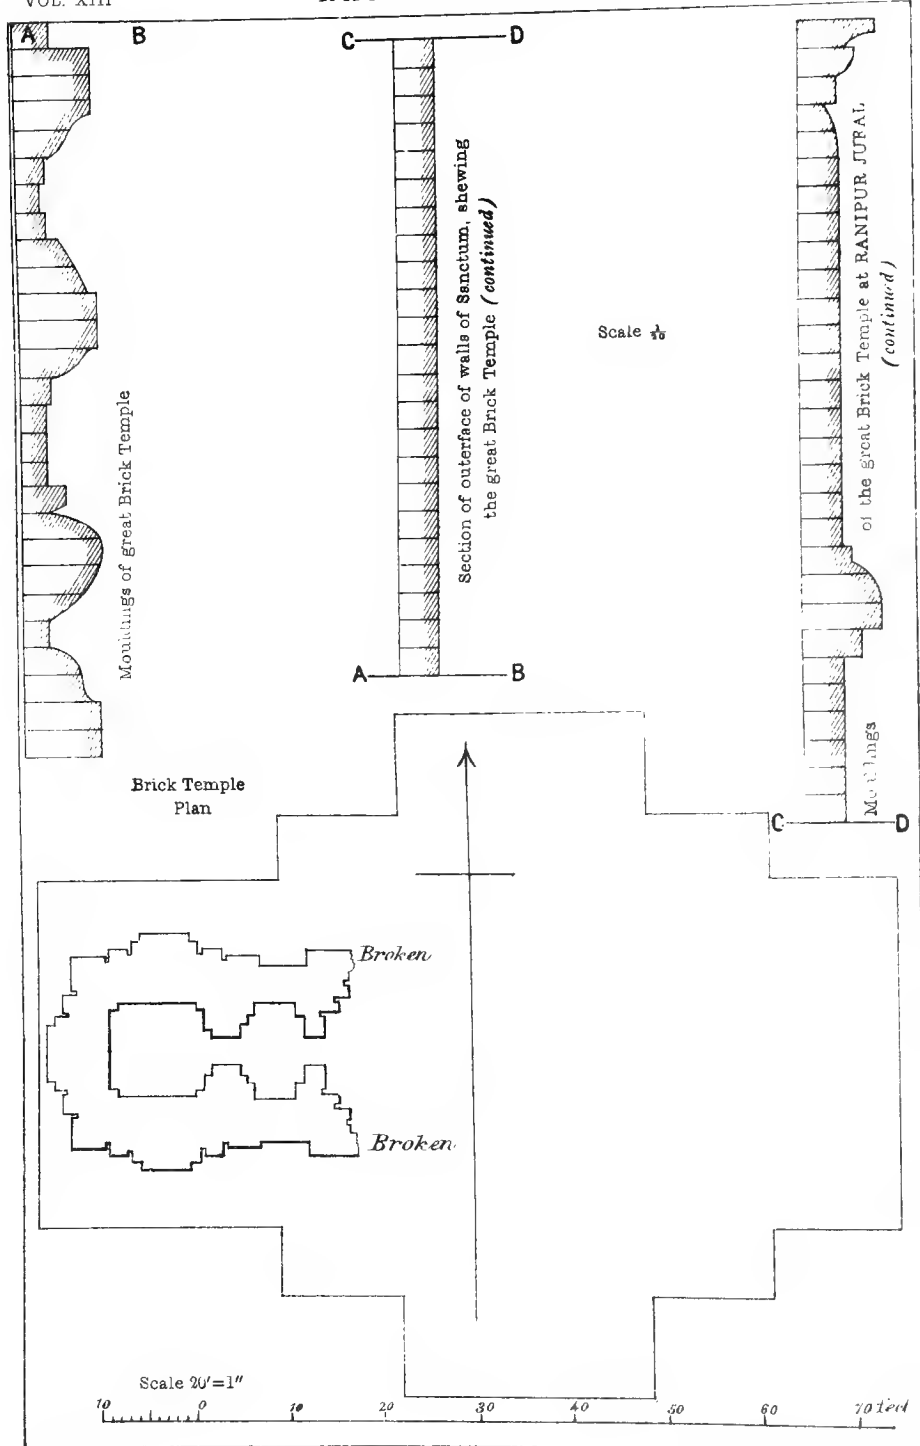 VOL. XIII
A B
C D
Mouldings of great Brick Temple
Section of outerface of walls of Sanctum, shewing
the great Brick Temple (continued)
A B
Scale
Mouldings of the great Brick Temple at RANIPUR JURAL
(continued)
C D
Brick Temple
Plan
Broken
Broken
Scale 20'=1"
10 0 10 20 30 40 50 60 70 feet